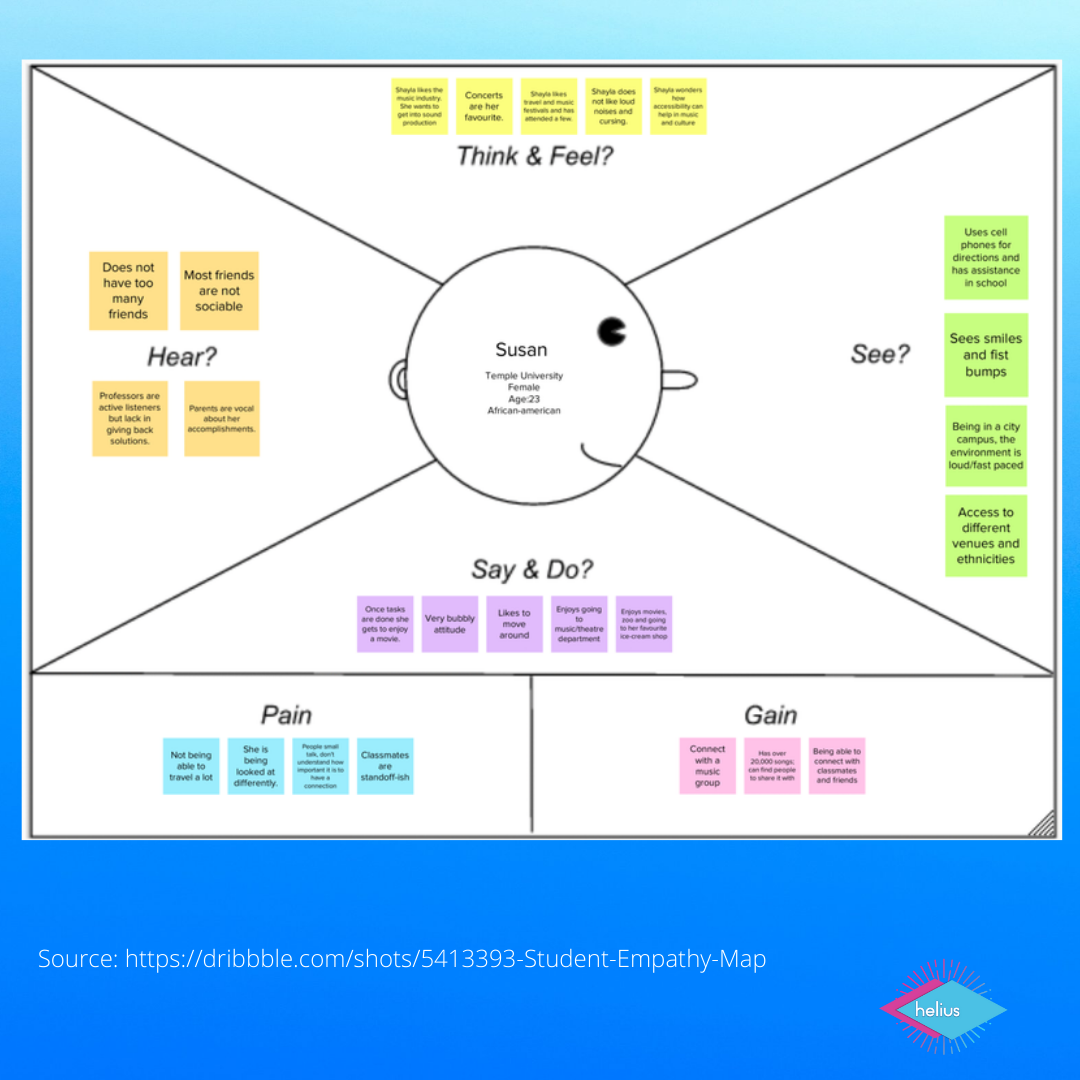 Shayla likes the
music industry.
She wants to
get into sound
production
Concerts
are her
favourite.
Shayla likes
travel and music
festivals and has
attended a few.
Shayla does
not like loud
noises and
cursing.
Shayla wonders
how
accessibility can
help in music
and culture
Think & Feel?
Does not
have too
many
friends
Most friends
are not
sociable
Hear?
Professors are
active listeners
but lack in
giving back
solutions.
Parents are vocal
about her
accomplishments.
Susan
Temple University
Female
Age:23
African-american
See?
Uses cell
phones for
directions and
has assistance
in school
Sees smiles
and fist
bumps
Being in a city
campus, the
environment is
loud/fast paced
Access to
different
venues and
ethnicities
Say & Do?
Once tasks
are done she
gets to enjoy
a movie.
Very bubbly
attitude
Likes to
move
around
Enjoys going
to
music/theatre
department
Enjoys movies,
zoo and going
to her favourite
ice-cream shop
Pain
Not being
able to
travel a lot
She is
being
looked at
differently.
People small
talk, don't
understand how
important it is to
have a
connection
Classmates
are
standoff-ish
Gain
Connect
with a
music
group
Has over
20,000 songs;
can find people
to share it with
Being able to
connect with
classmates
and friends
Source: https://dribbble.com/shots/5413393-Student-Empathy-Map
helius